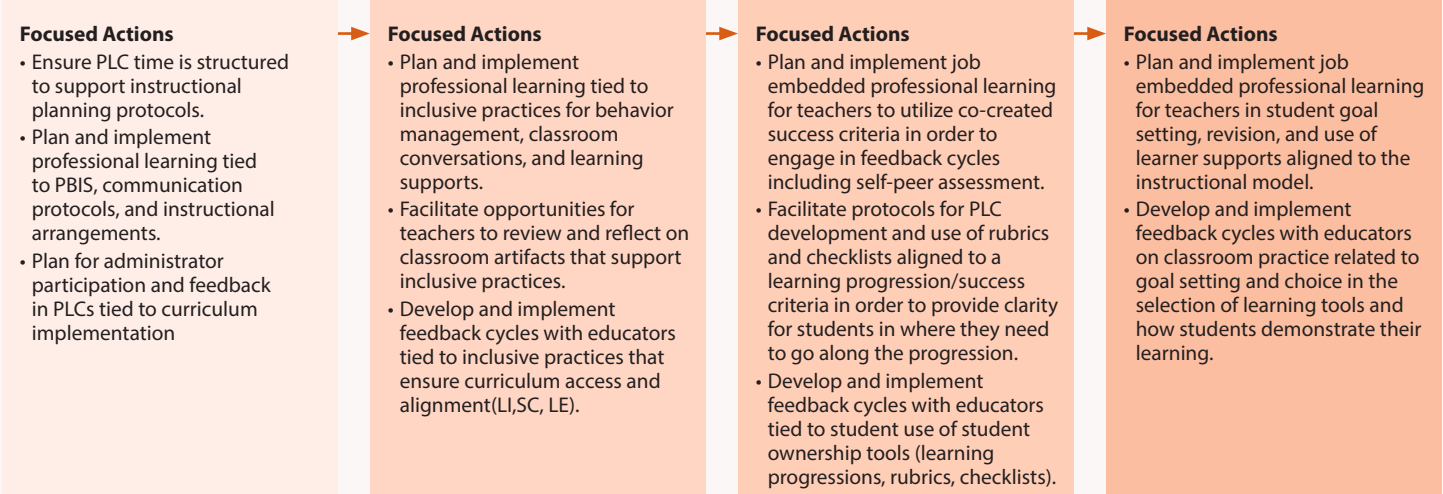 Focused Actions
• Ensure PLC time is structured
to support instructional
planning protocols.
• Plan and implement
professional learning tied
to PBIS, communication
protocols, and instructional
arrangements.
• Plan for administrator
participation and feedback
in PLCs tied to curriculum
implementation
Focused Actions
• Plan and implement
professional learning tied to
inclusive practices for behavior
management, classroom
conversations, and learning
supports.
• Facilitate opportunities for
teachers to review and reflect on
classroom artifacts that support
inclusive practices.
• Develop and implement
feedback cycles with educators
tied to inclusive practices that
ensure curriculum access and
alignment(LI,SC, LE).
Focused Actions
• Plan and implement job
embedded professional learning
for teachers to utilize co-created
success criteria in order to
engage in feedback cycles
including self-peer assessment.
• Facilitate protocols for PLC
development and use of rubrics
and checklists aligned to a
learning progression/success
criteria in order to provide clarity
for students in where they need
to go along the progression.
• Develop and implement
feedback cycles with educators
tied to student use of student
ownership tools (learning
progressions, rubrics, checklists).
Focused Actions
• Plan and implement job
embedded professional learning
for teachers in student goal
setting, revision, and use of
learner supports aligned to the
instructional model.
• Develop and implement
feedback cycles with educators
on classroom practice related to
goal setting and choice in the
selection of learning tools and
how students demonstrate their
learning.